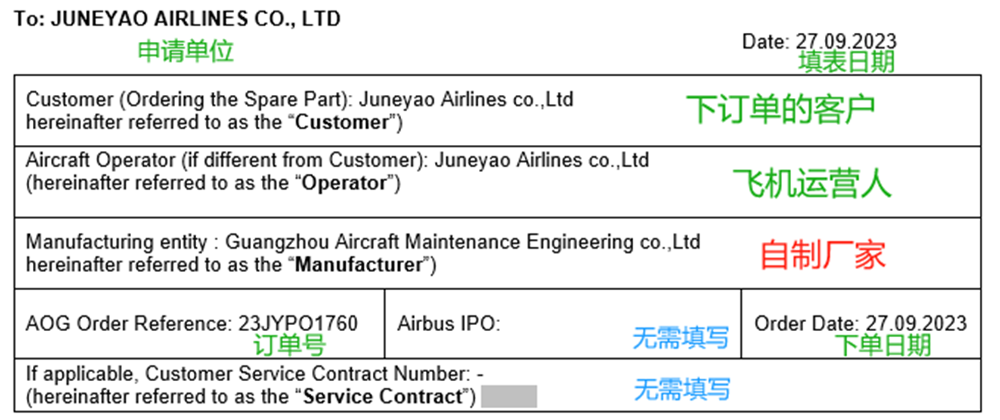 To: JUNEYAO AIRLINES CO., LTD
申请单位
Date: 27.09.2023
填表日期
Customer (Ordering the Spare Part): Juneyao Airlines co.,Ltd
hereinafter referred to as the “Customer”)
下订单的客户
Aircraft Operator (if different from Customer): Juneyao Airlines co.,Ltd
(hereinafter referred to as the “Operator”)
飞机运营人
Manufacturing entity : Guangzhou Aircraft Maintenance Engineering co.,Ltd
hereinafter referred to as the “Manufacturer”)
自制厂家
AOG Order Reference: 23JYPO1760
订单号
Airbus IPO:
无需填写
Order Date: 27.09.2023
下单日期
If applicable, Customer Service Contract Number: -
(hereinafter referred to as the “Service Contract”)
无需填写